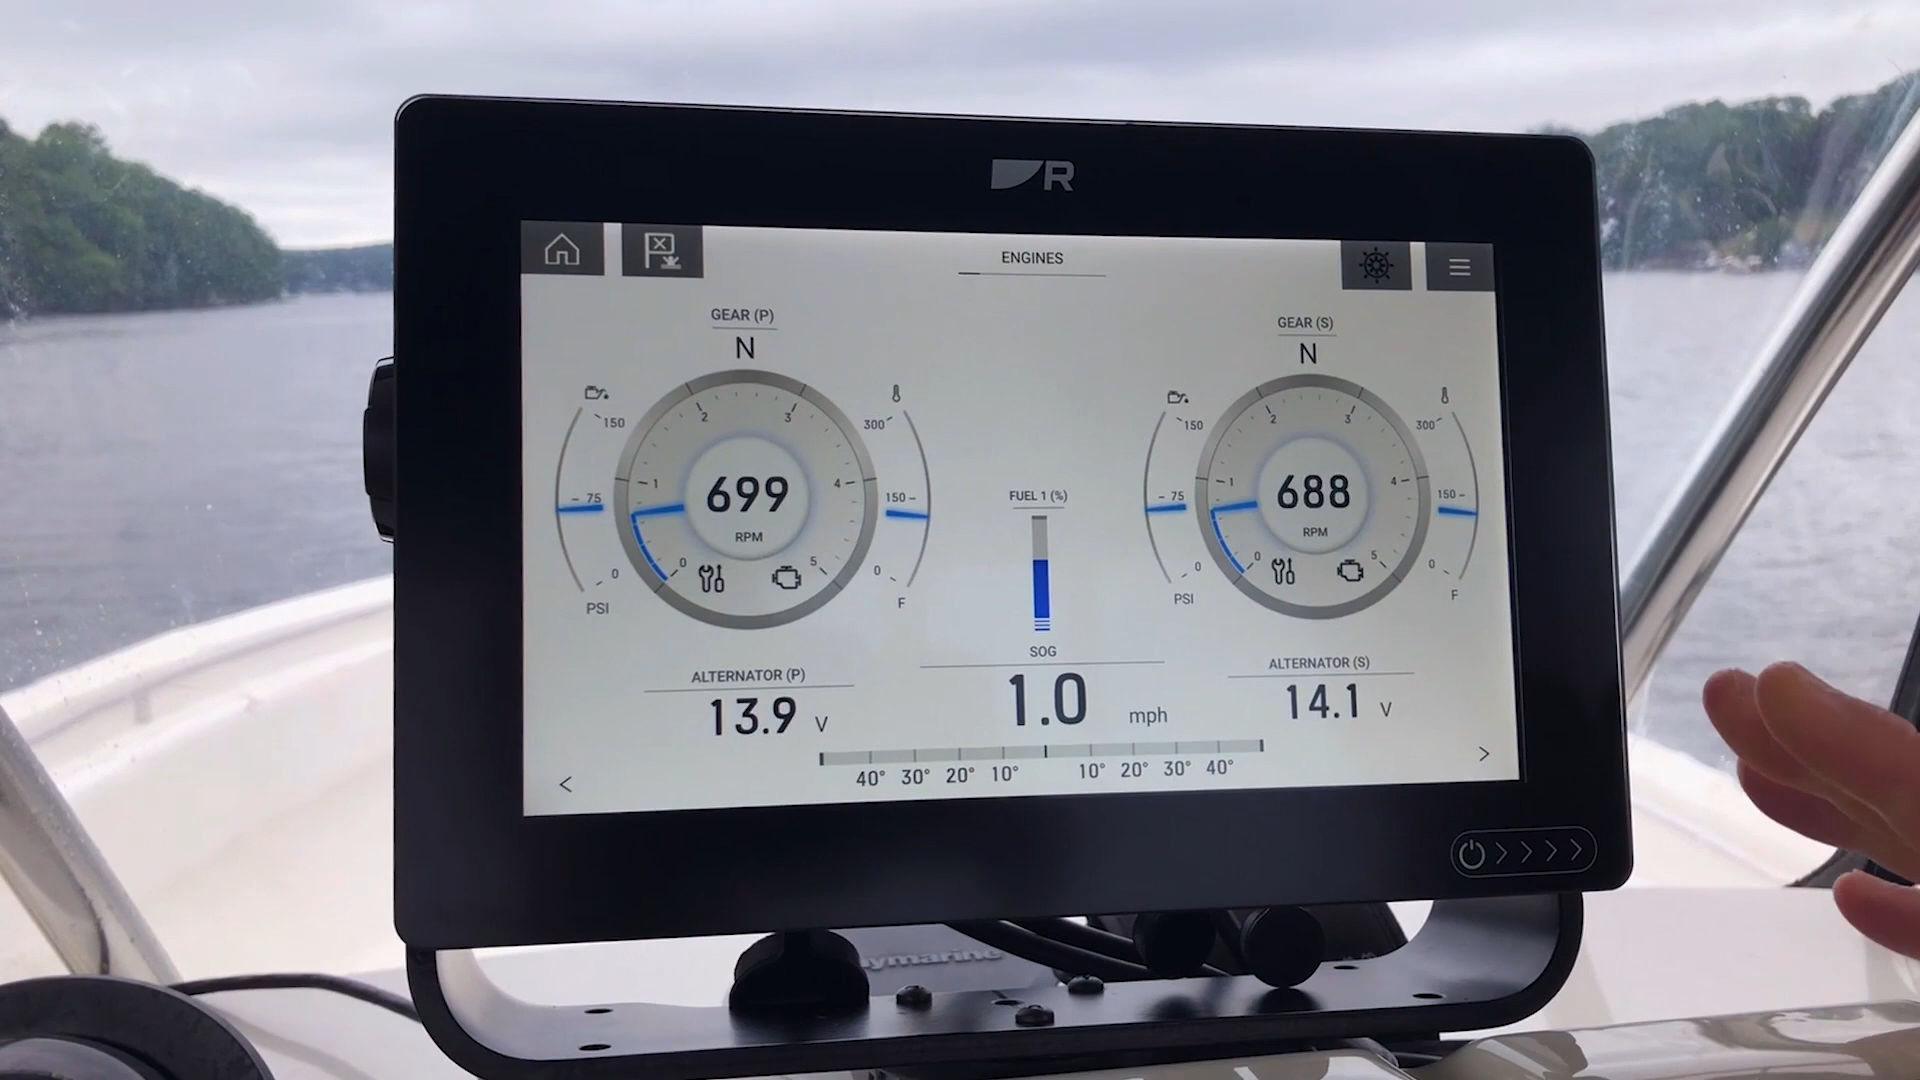 R
ENGINES
GEAR (P)
N
GEAR (S)
N
150
75
0
PSI
0
1
2
3
4
5
699
RPM
300
150
0
F
FUEL 1 (%)
150
75
0
PSI
0
1
2
3
4
5
688
RPM
300
150
0
F
ALTERNATOR (P)
13.9 V
SOG
1.0 mph
ALTERNATOR (S)
14.1 V
40° 30° 20° 10° 10° 20° 30° 40°
ymarine